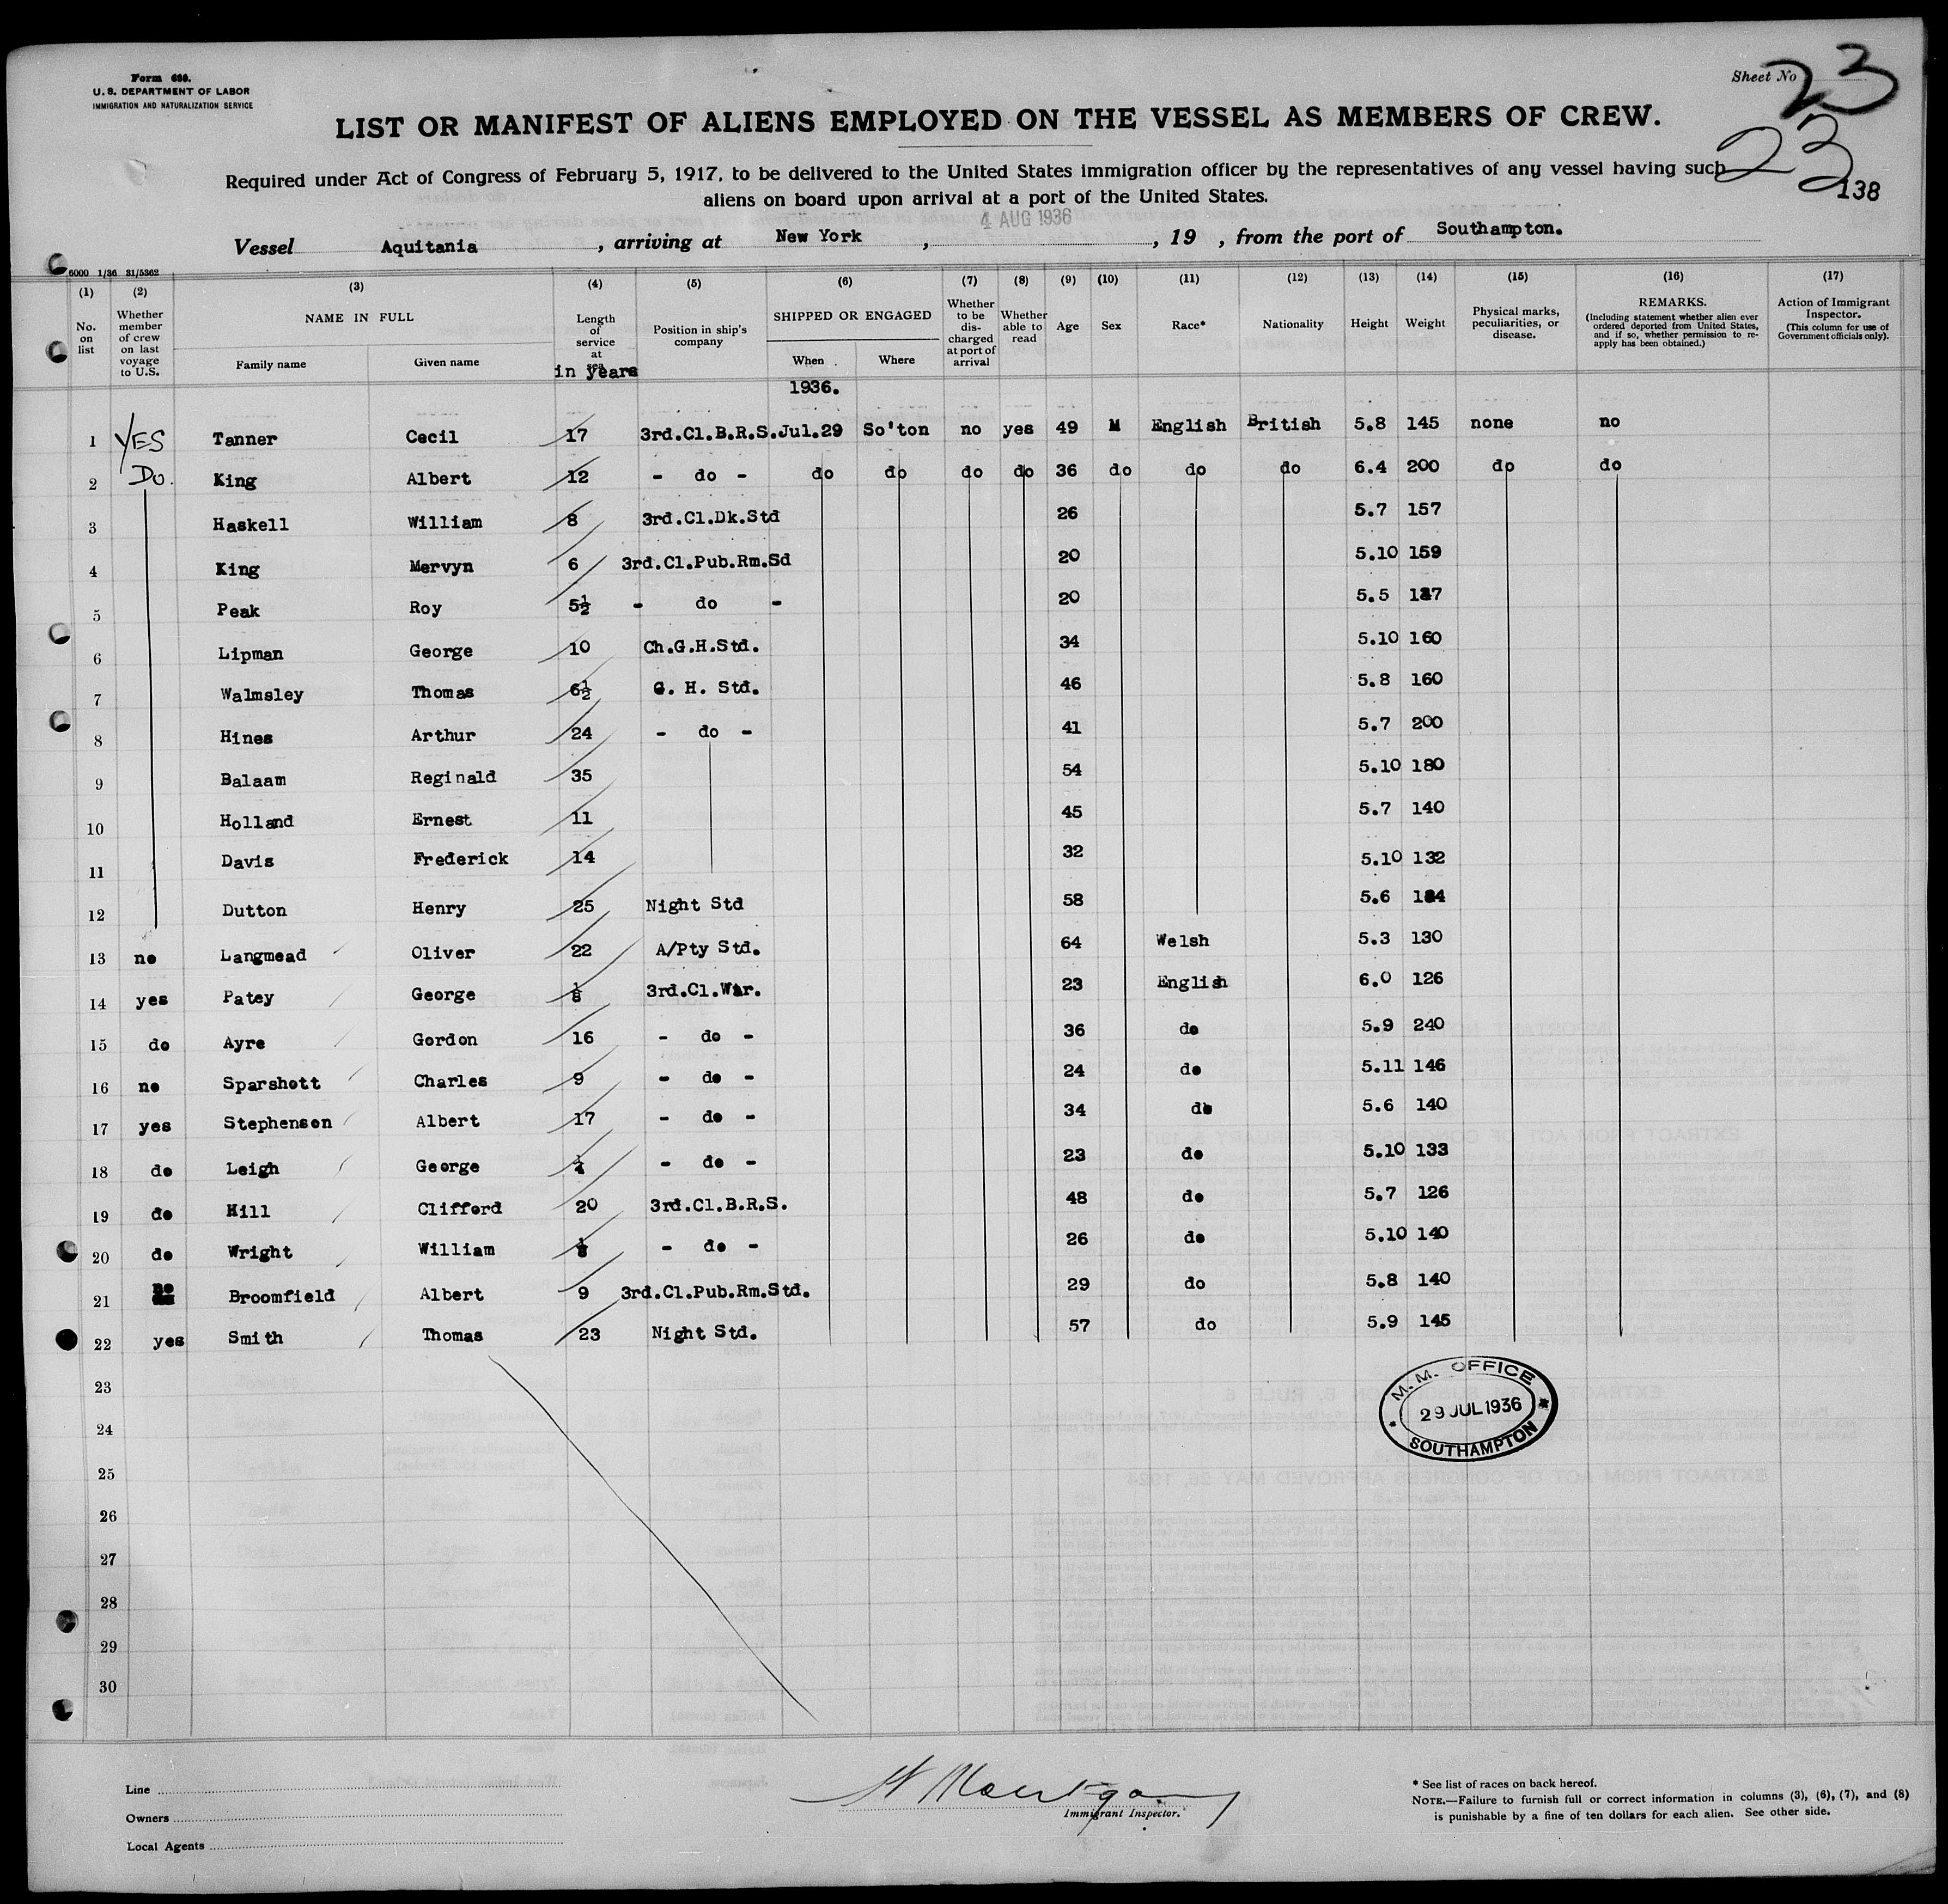 Form 680.
U. S. DEPARTMENT OF LABOR
IMMIGRATION AND NATURALIZATION SERVICE
Sheet No 23
LIST OR MANIFEST OF ALIENS EMPLOYED ON THE VESSEL AS MEMBERS OF CREW.
23
Required under Act of Congress of February 5, 1917, to be delivered to the United States immigration officer by the representatives of any vessel having such
138
aliens on board upon arrival at a port of the United States.
4 AUG 1936
Vessel Aquitania, arriving at New York, , 19 , from the port of Southampton.
6000 1/36 31/5362
(1) (2) (3) (4) (5) (6) (7) (8) (9) (10) (11) (12) (13) (14) (15) (16) (17)
No. on list Whether member of crew on last voyage to U.S. NAME IN FULL Family name Given name Length of service at sea in years Position in ship's company SHIPPED OR ENGAGED When Where Whether to be dis-charged at port of arrival Whether able to read Age Sex Race* Nationality Height Weight Physical marks, peculiarities, or disease. REMARKS. (Including statement whether alien ever ordered deported from United States, and if so, whether permission to re-apply has been obtained.) Action of Immigrant Inspector. (This column for use of Government officials only).
1936.
1 YES Tanner Cecil 17 3rd.Cl.B.R.S. Jul.29 So'ton no yes 49 M English British 5.8 145 none no
2 Do. King Albert 12 - do - do do do do 36 do do do 6.4 200 do do
3 Haskell William 8 3rd.Cl.Dk.Std 26 5.7 157
4 King Mervyn 6 3rd.Cl.Pub.Rm.Sd 20 5.10 159
5 Peak Roy 5½ - do - 20 5.5
6 Lipman George 10 Ch.G.H.Std. 34 5.10 160
7 Walmsley Thomas 6½ G. H. Std. 46 5.8 160
8 Hines Arthur 24 - do - 41 5.7 200
9 Balaam Reginald 35 54 5.10 180
10 Holland Ernest 11 45 5.7 140
11 Davis Frederick 14 32 5.10 132
12 Dutton Henry 25 Night Std 58 5.6
13 no Langmead Oliver 22 A/Pty Std. 64 Welsh 5.3 130
14 yes Patey George ⅛ 3rd.Cl.War. 23 English 6.0 126
15 do Ayre Gordon 16 - do - 36 do 5.9 240
16 no Sparshott Charles 9 - do - 24 do 5.11 146
17 yes Stephenson Albert 17 - do - 34 do 5.6 140
18 do Leigh George ¼ - do - 23 do 5.10 133
19 do Hill Clifford 20 3rd.Cl.B.R.S. 48 do 5.7 126
20 do Wright William ⅛ - do - 26 do 5.10 140
21 no Broomfield Albert 9 3rd.Cl.Pub.Rm.Std. 29 do 5.8 140
22 yes Smith Thomas 23 Night Std. 57 do 5.9 145
23
24
25
26
27
28
29
30
M. M. OFFICE
29 JUL 1936
SOUTHAMPTON
Line
Owners
Local Agents
Immigrant Inspector.
* See list of races on back hereof.
NOTE.—Failure to furnish full or correct information in columns (3), (6), (7), and (8)
is punishable by a fine of ten dollars for each alien. See other side.